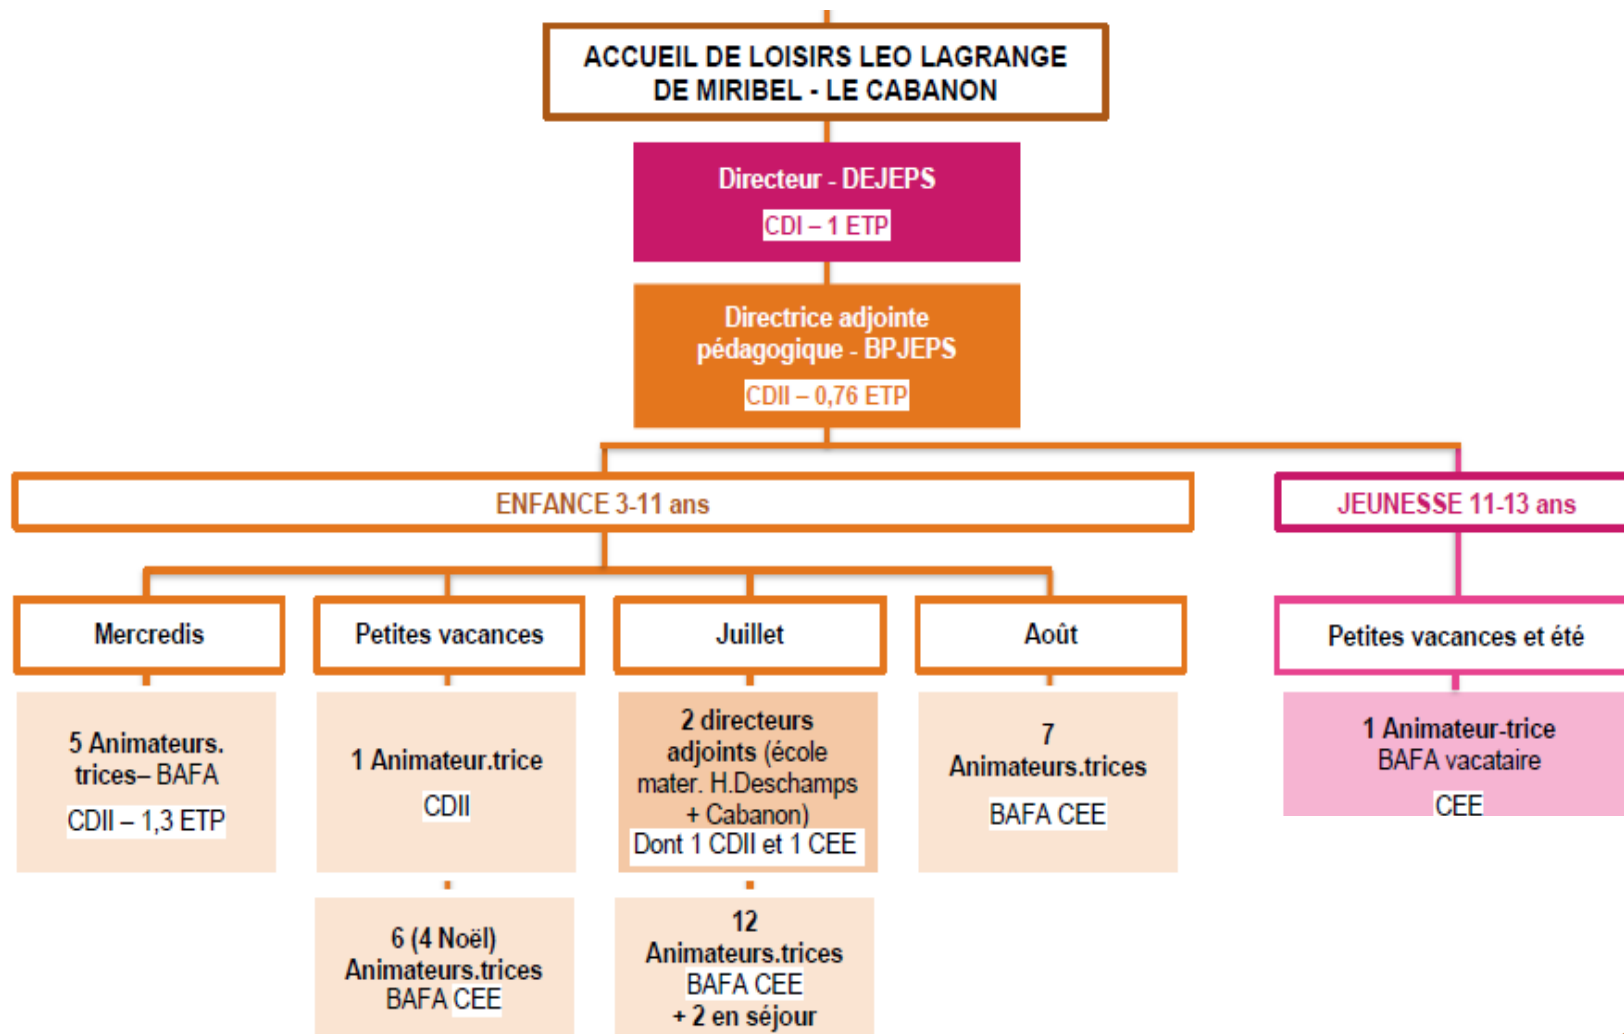 ACCUEIL DE LOISIRS LEO LAGRANGE
DE MIRIBEL - LE CABANON
Directeur - DEJEPS
CDI – 1 ETP
Directrice adjointe
pédagogique - BPJEPS
CDII – 0,76 ETP
ENFANCE 3-11 ans
JEUNESSE 11-13 ans
Mercredis
Petites vacances
Juillet
Août
Petites vacances et été
5 Animateurs.
trices– BAFA
CDII – 1,3 ETP
1 Animateur.trice
CDII
2 directeurs
adjoints (école
mater. H.Deschamps
+ Cabanon)
Dont 1 CDII et 1 CEE
7
Animateurs.trices
BAFA CEE
1 Animateur-trice
BAFA vacataire
CEE
6 (4 Noël)
Animateurs.trices
BAFA CEE
12
Animateurs.trices
BAFA CEE
+ 2 en séjour